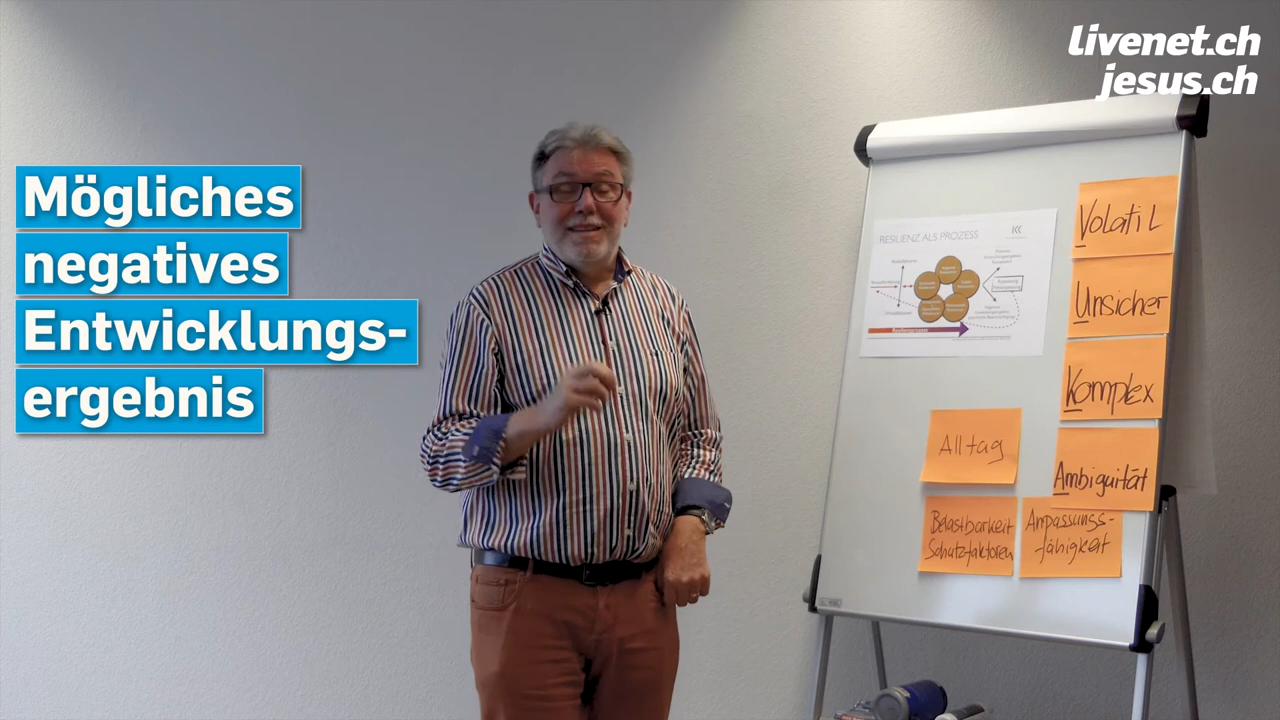 livenet.ch
jesus.ch
Mögliches
negatives
Entwicklungs-
ergebnis
RESILIENZ ALS PROZESS
Resilienzprozess
Volatil
Unsicher
Komplex
Ambiguität
Alltag
Belastbarkeit
Schutzfaktoren
Anpassungs-
fähigkeit